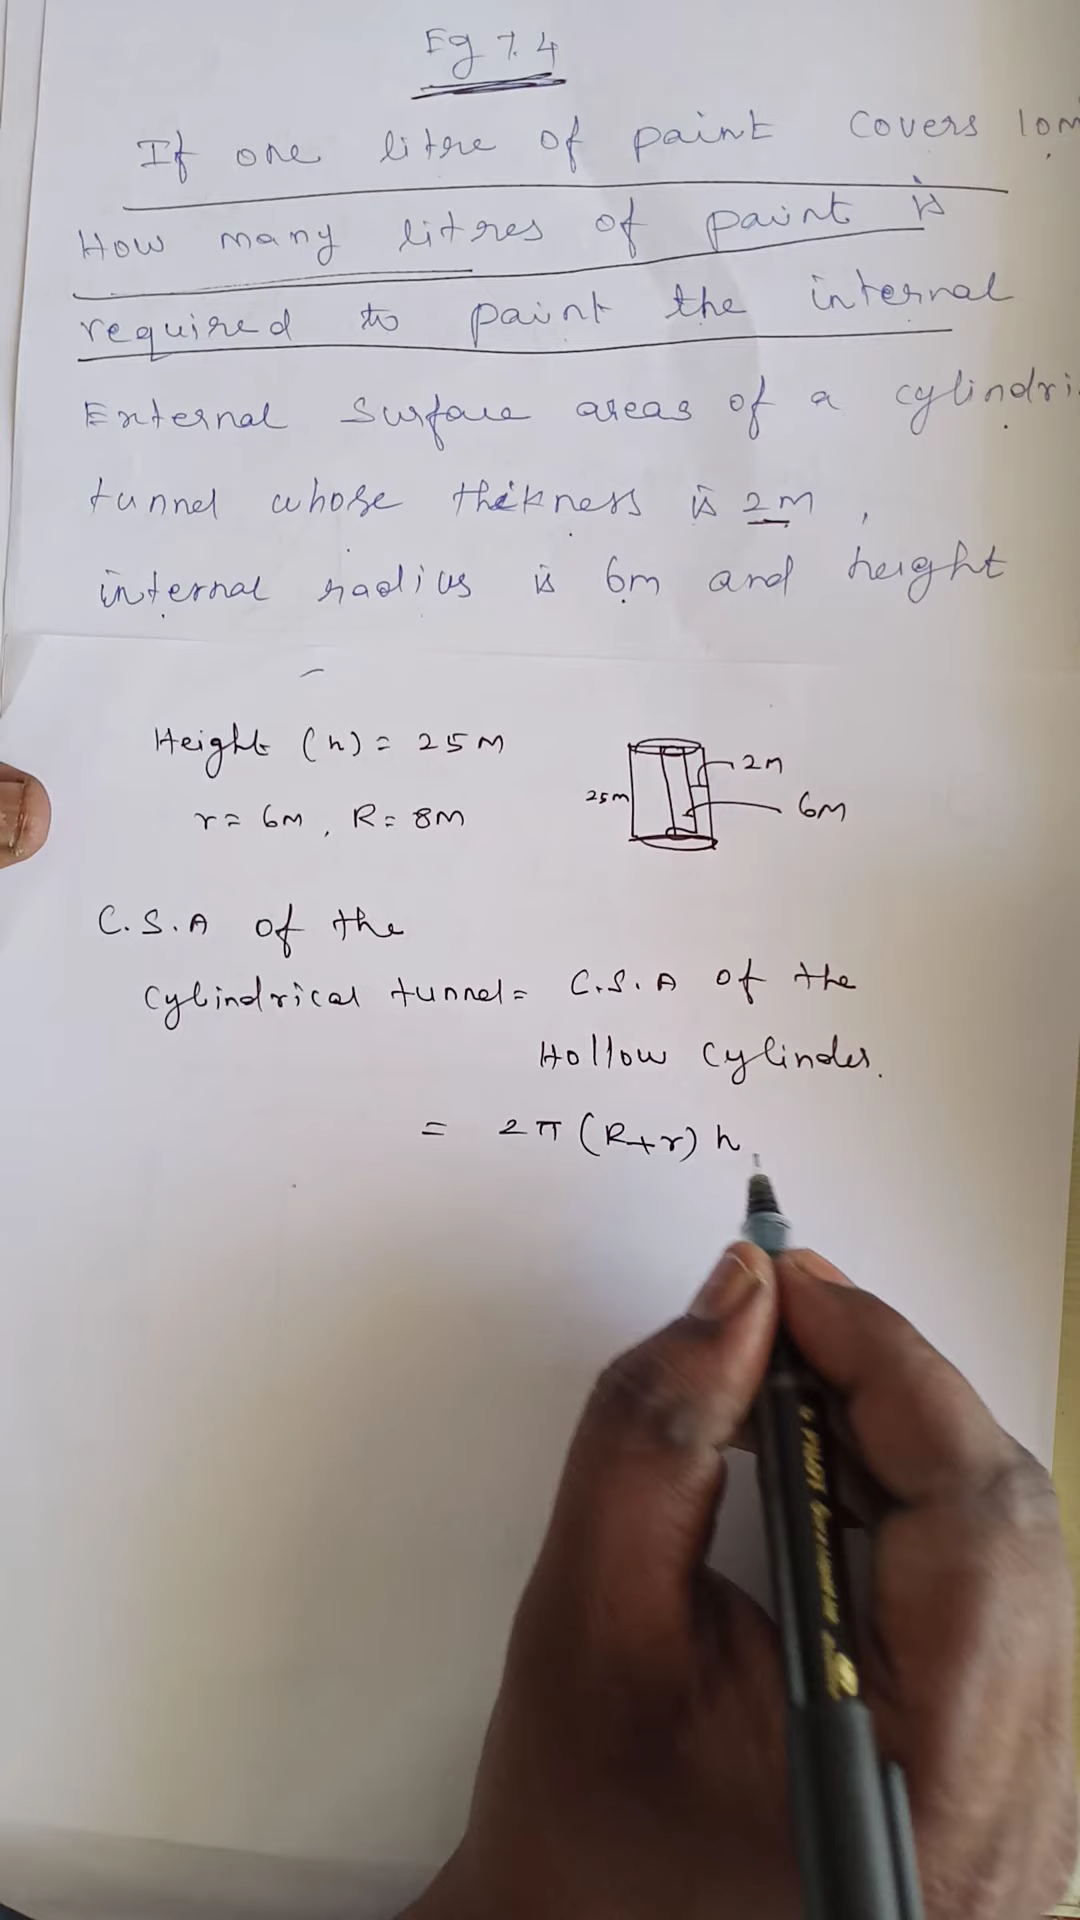 Eg 7.4
If one litre of paint covers 10m
How many litres of paint is
required to paint the internal
External surface areas of a cylindri
tunnel whose thikness is 2m,
internal radius is 6m and height
Height (h) = 25M
r = 6m, R = 8M
2M
25m
6M
C.S.A of the
cylindrical tunnel = C.S.A of the
Hollow cylinder.
= 2π (R+r) h